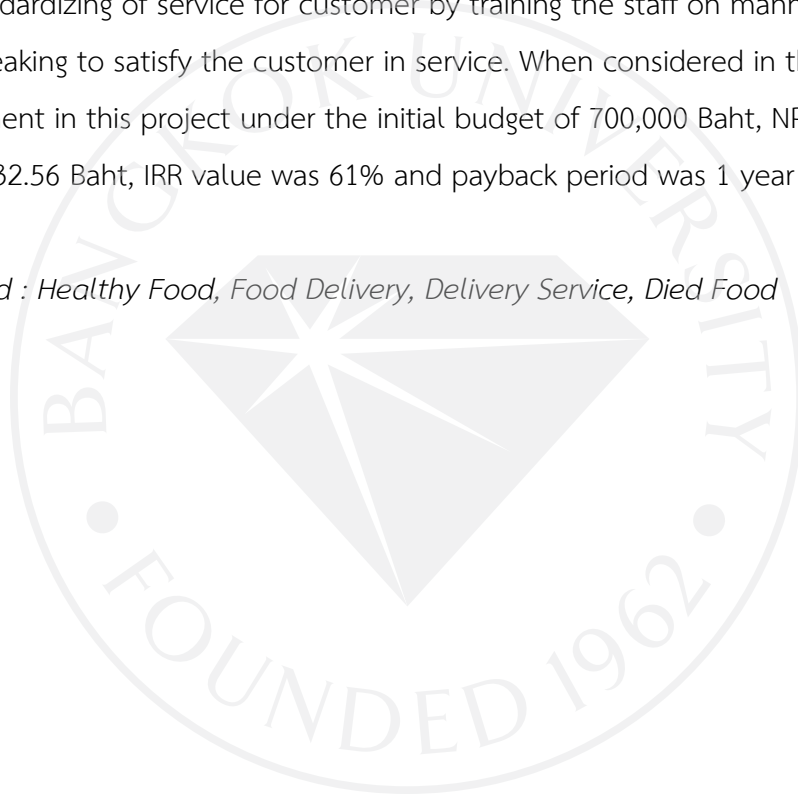 dardizing of service for customer by training the staff on mann
eaking to satisfy the customer in service. When considered in th
ent in this project under the initial budget of 700,000 Baht, NP
32.56 Baht, IRR value was 61% and payback period was 1 year
d : Healthy Food, Food Delivery, Delivery Service, Died Food
BANGKOK UNIVERSITY
• FOUNDED 1962 •